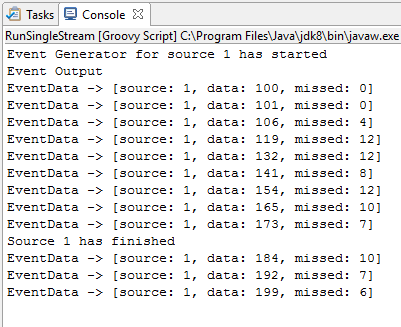 Tasks Console
RunSingleStream [Groovy Script] C:\Program Files\Java\jdk8\bin\javaw.exe
Event Generator for source 1 has started
Event Output
EventData -> [source: 1, data: 100, missed: 0]
EventData -> [source: 1, data: 101, missed: 0]
EventData -> [source: 1, data: 106, missed: 4]
EventData -> [source: 1, data: 119, missed: 12]
EventData -> [source: 1, data: 132, missed: 12]
EventData -> [source: 1, data: 141, missed: 8]
EventData -> [source: 1, data: 154, missed: 12]
EventData -> [source: 1, data: 165, missed: 10]
EventData -> [source: 1, data: 173, missed: 7]
Source 1 has finished
EventData -> [source: 1, data: 184, missed: 10]
EventData -> [source: 1, data: 192, missed: 7]
EventData -> [source: 1, data: 199, missed: 6]